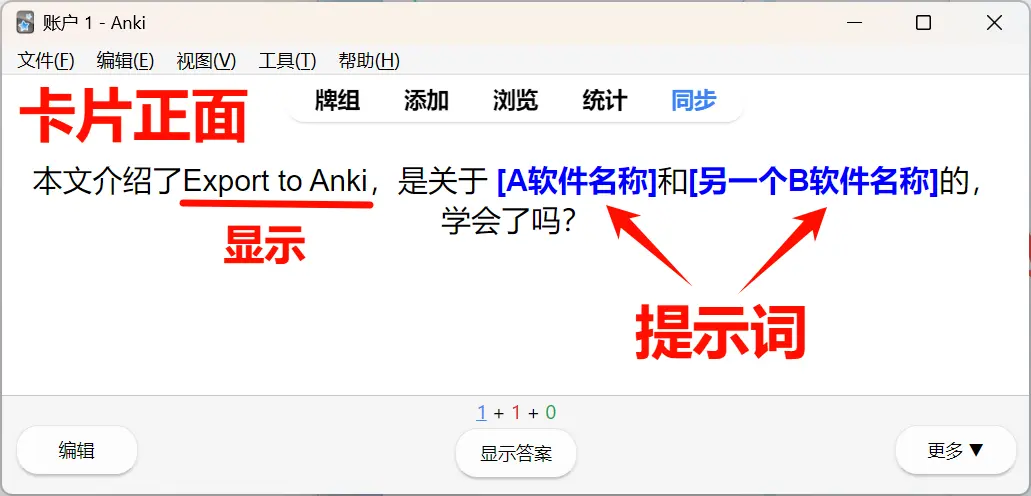 账户 1 - Anki
文件(F) 编辑(E) 视图(V) 工具(T) 帮助(H)
卡片正面
牌组 添加 浏览 统计 同步
本文介绍了Export to Anki，是关于 [A软件名称]和[另一个B软件名称]的，
学会了吗？
显示
提示词
1 + 1 + 0
编辑
显示答案
更多▼